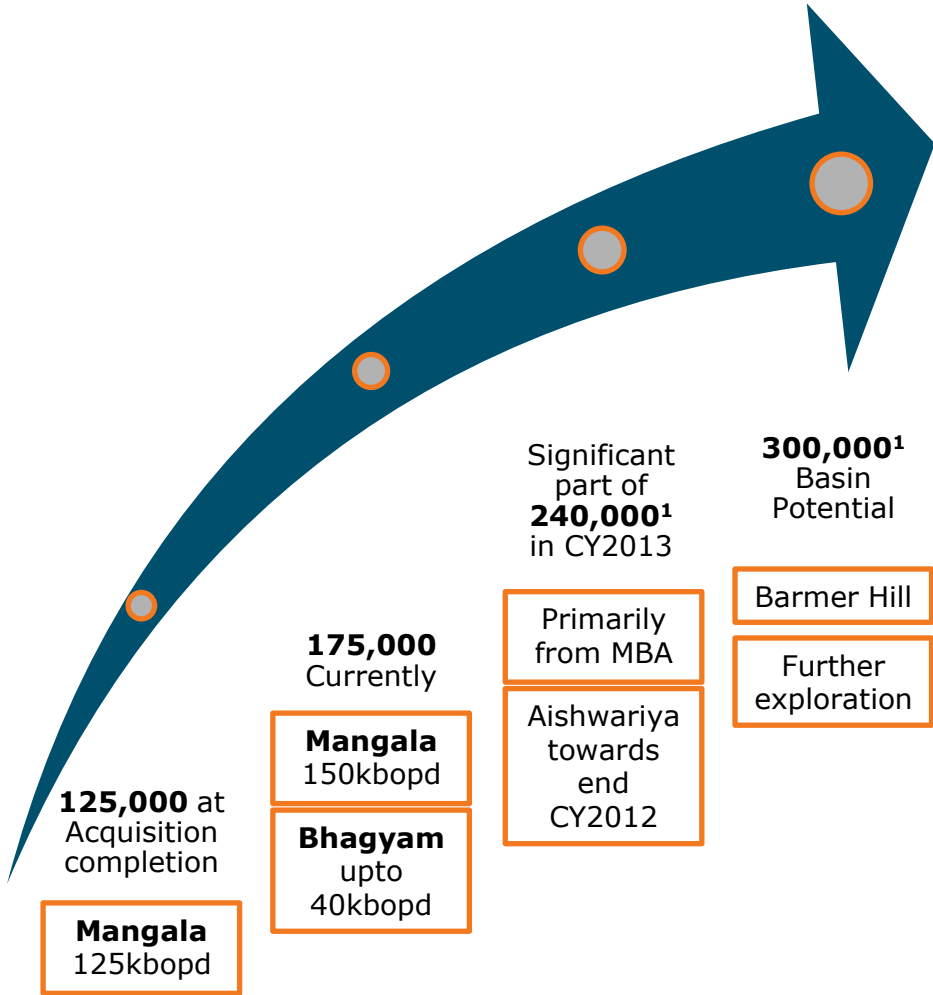 125,000 at
Acquisition
completion
Mangala
125kbopd
175,000
Currently
Mangala
150kbopd
Bhagyam
upto
40kbopd
Significant
part of
240,000¹
in CY2013
Primarily
from MBA
Aishwariya
towards
end
CY2012
300,000¹
Basin
Potential
Barmer Hill
Further
exploration